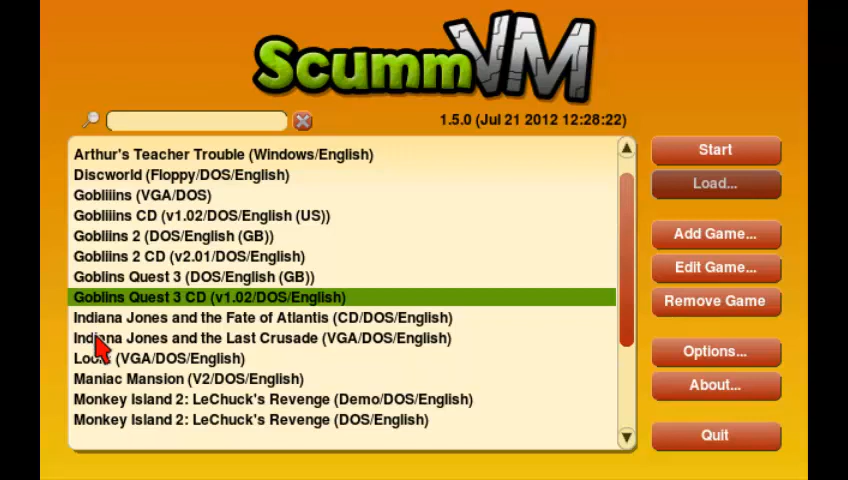 ScummVM
1.5.0 (Jul 21 2012 12:28:22)
Arthur's Teacher Trouble (Windows/English)
Discworld (Floppy/DOS/English)
Gobliiins (VGA/DOS)
Gobliiins CD (v1.02/DOS/English (US))
Gobliins 2 (DOS/English (GB))
Gobliins 2 CD (v2.01/DOS/English)
Goblins Quest 3 (DOS/English (GB))
Goblins Quest 3 CD (v1.02/DOS/English)
Indiana Jones and the Fate of Atlantis (CD/DOS/English)
Indiana Jones and the Last Crusade (VGA/DOS/English)
(VGA/DOS/English)
Maniac Mansion (V2/DOS/English)
Monkey Island 2: LeChuck's Revenge (Demo/DOS/English)
Monkey Island 2: LeChuck's Revenge (DOS/English)
Start
Load...
Add Game...
Edit Game...
Remove Game
Options...
About...
Quit